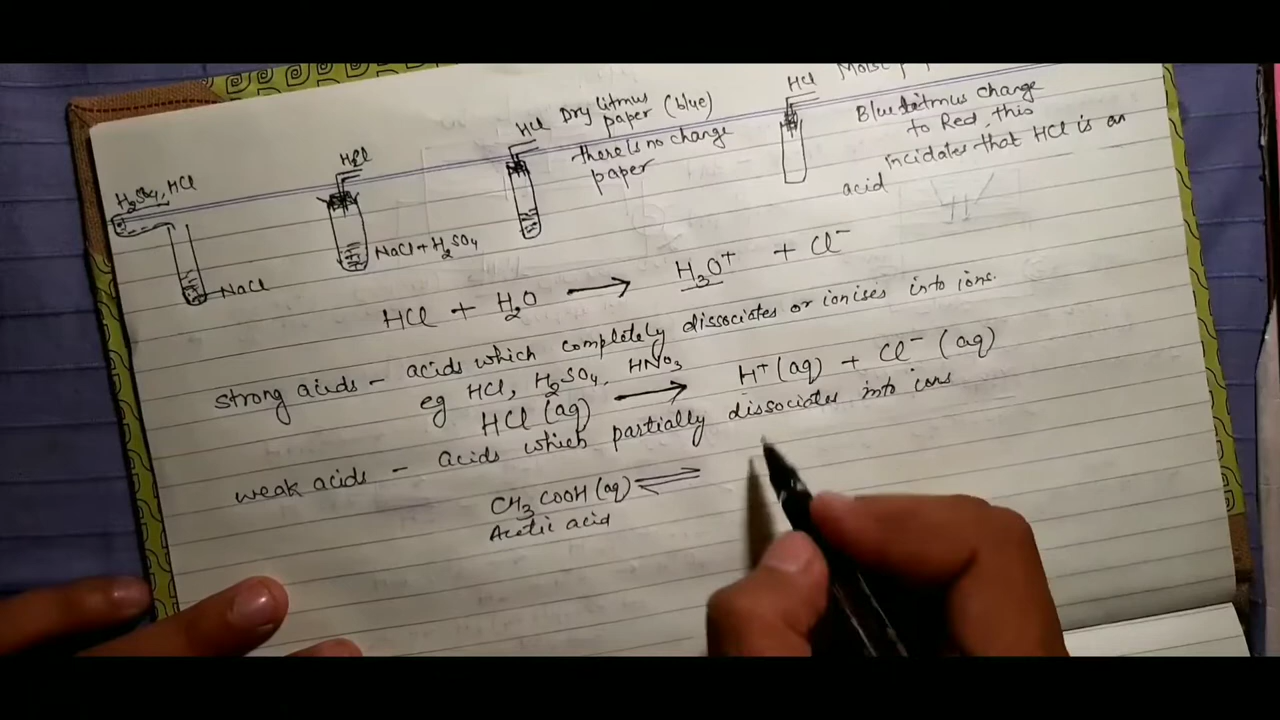 H₂SO₄, HCl
NaCl
HCl
NaCl + H₂SO₄
HCl
Dry litmus
paper (blue)
there is no change
paper
HCl
Moist
Blue litmus change
to Red, this
incidates that HCl is an
acid
HCl + H₂O ⟶ H₃O⁺ + Cl⁻
strong acids - acids which completely dissociates or ionises into ions.
eg HCl, H₂SO₄, HNO₃
HCl (aq) ⟶ H⁺ (aq) + Cl⁻ (aq)
weak acids - acids which partially dissociates into ions
CH₃COOH (aq) ⇌
Acetic acid